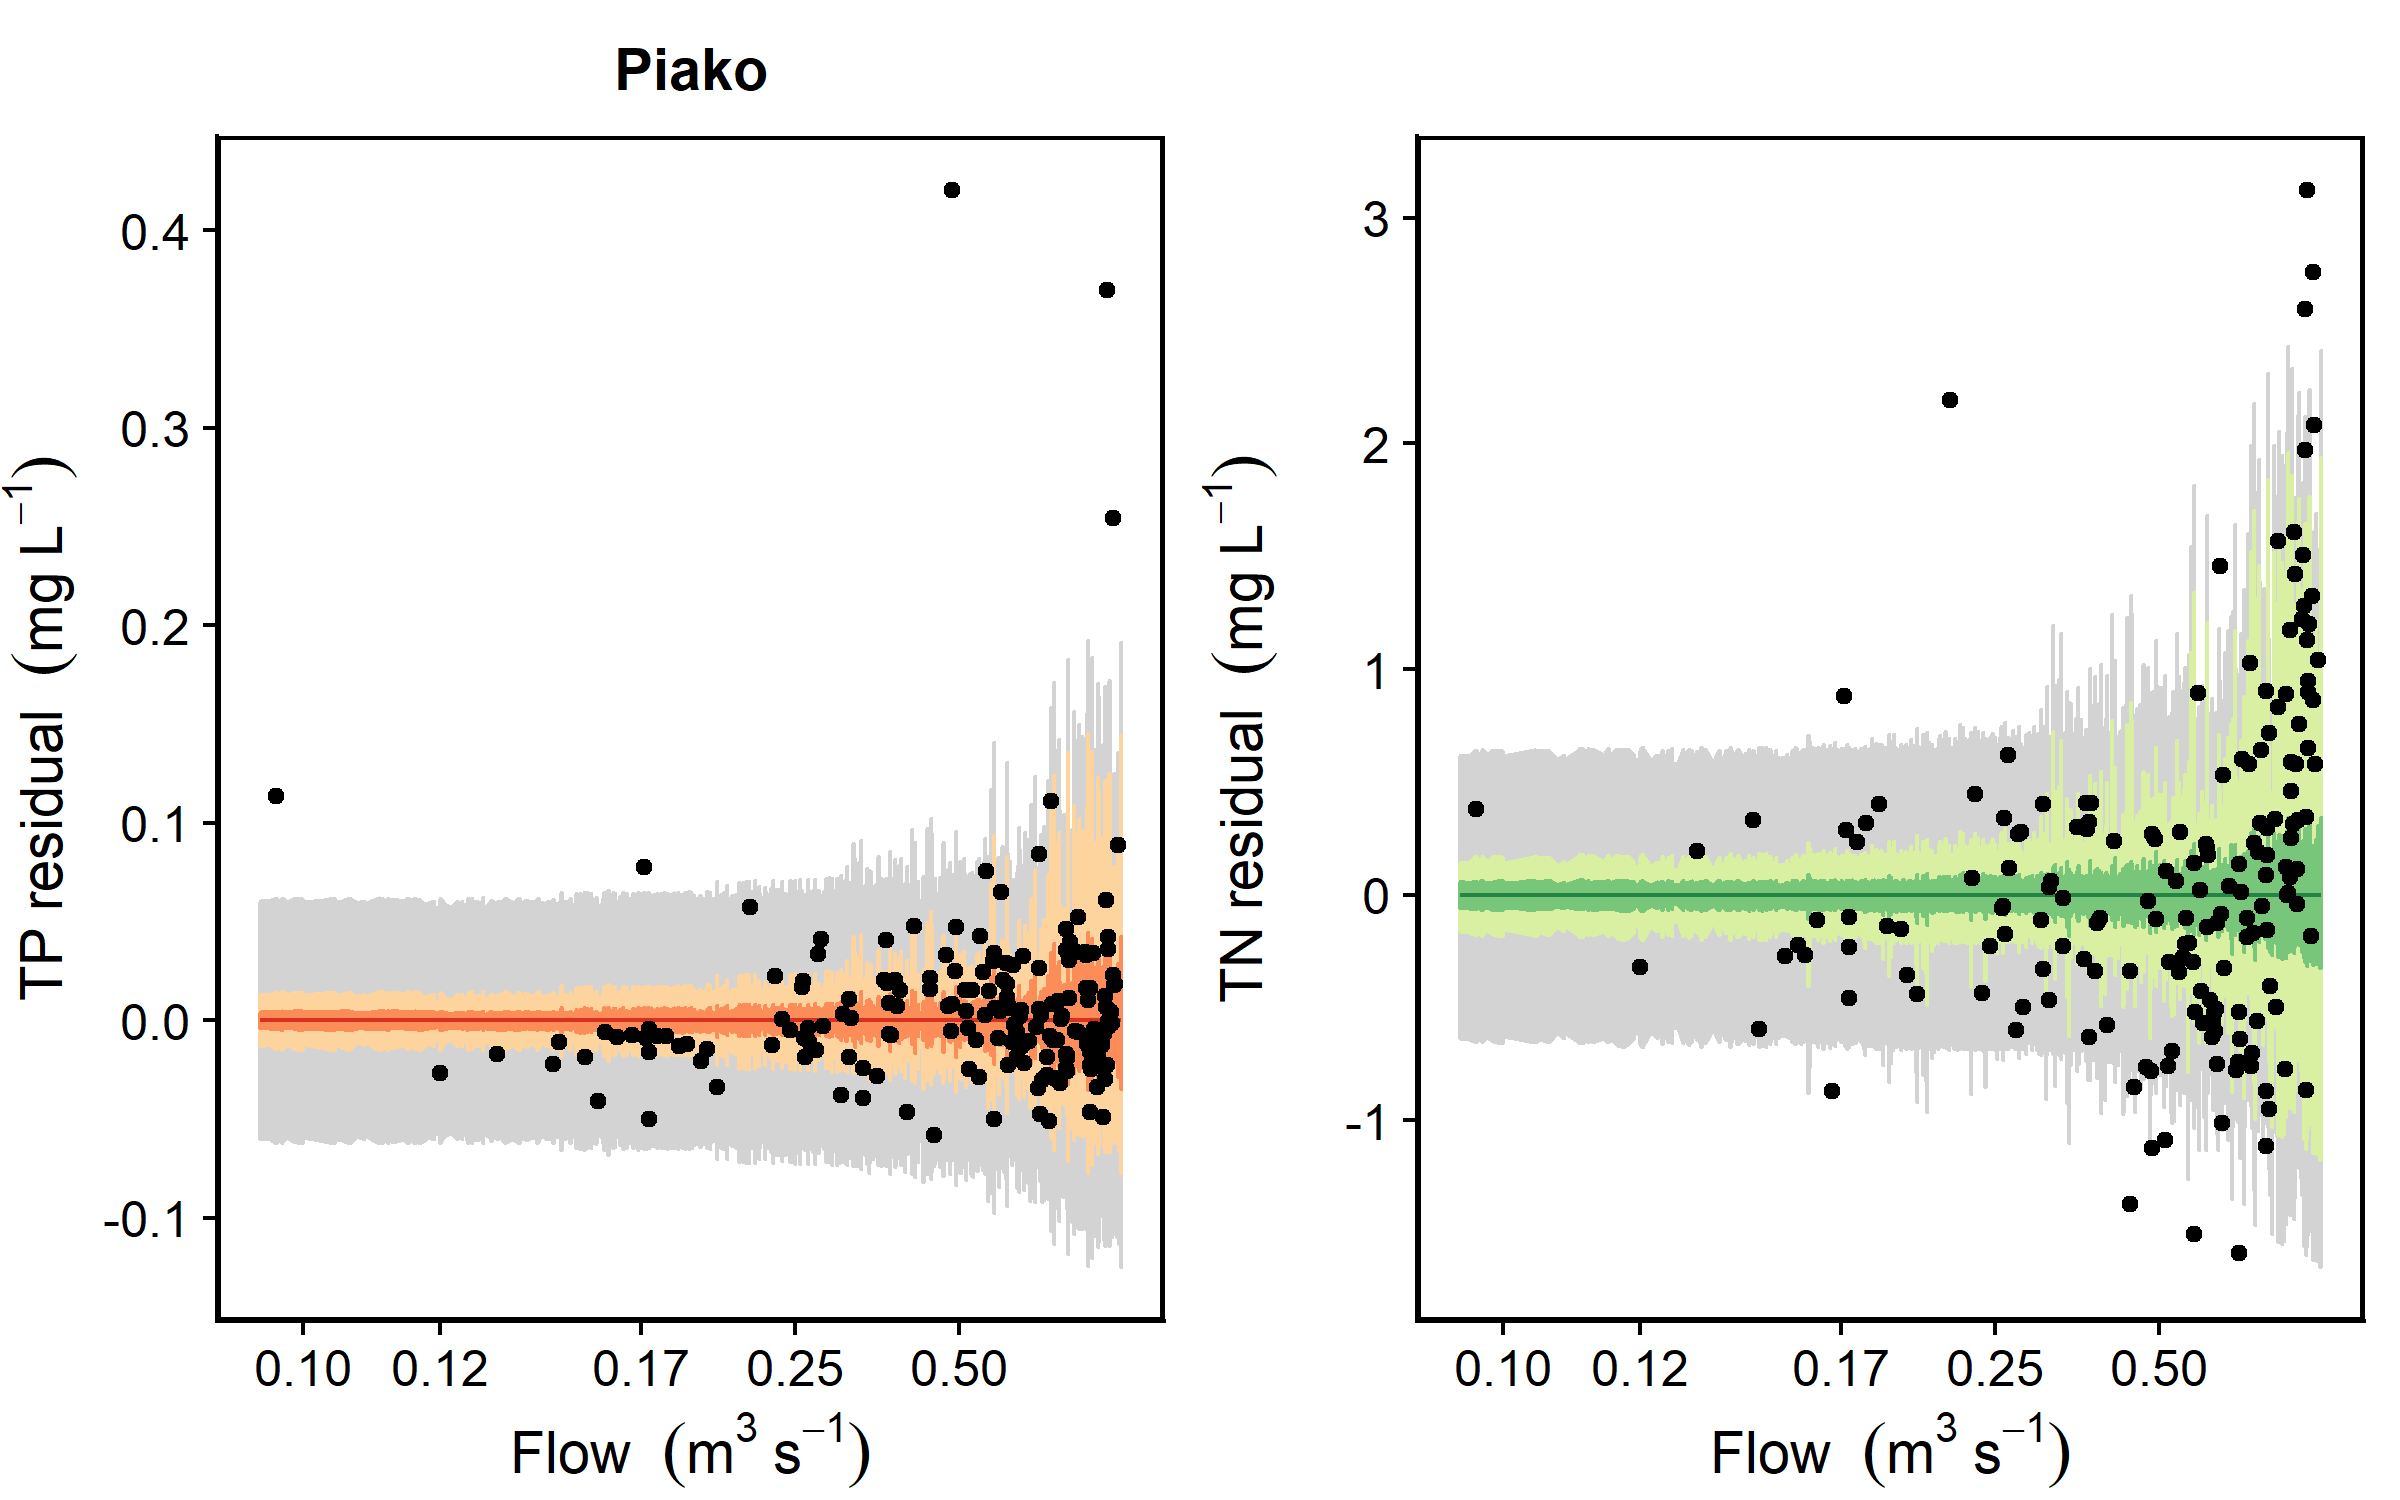 Piako
TP residual (mg L⁻¹)
0.4
0.3
0.2
0.1
0.0
-0.1
0.10 0.12 0.17 0.25 0.50
Flow (m³ s⁻¹)
TN residual (mg L⁻¹)
3
2
1
0
-1
0.10 0.12 0.17 0.25 0.50
Flow (m³ s⁻¹)